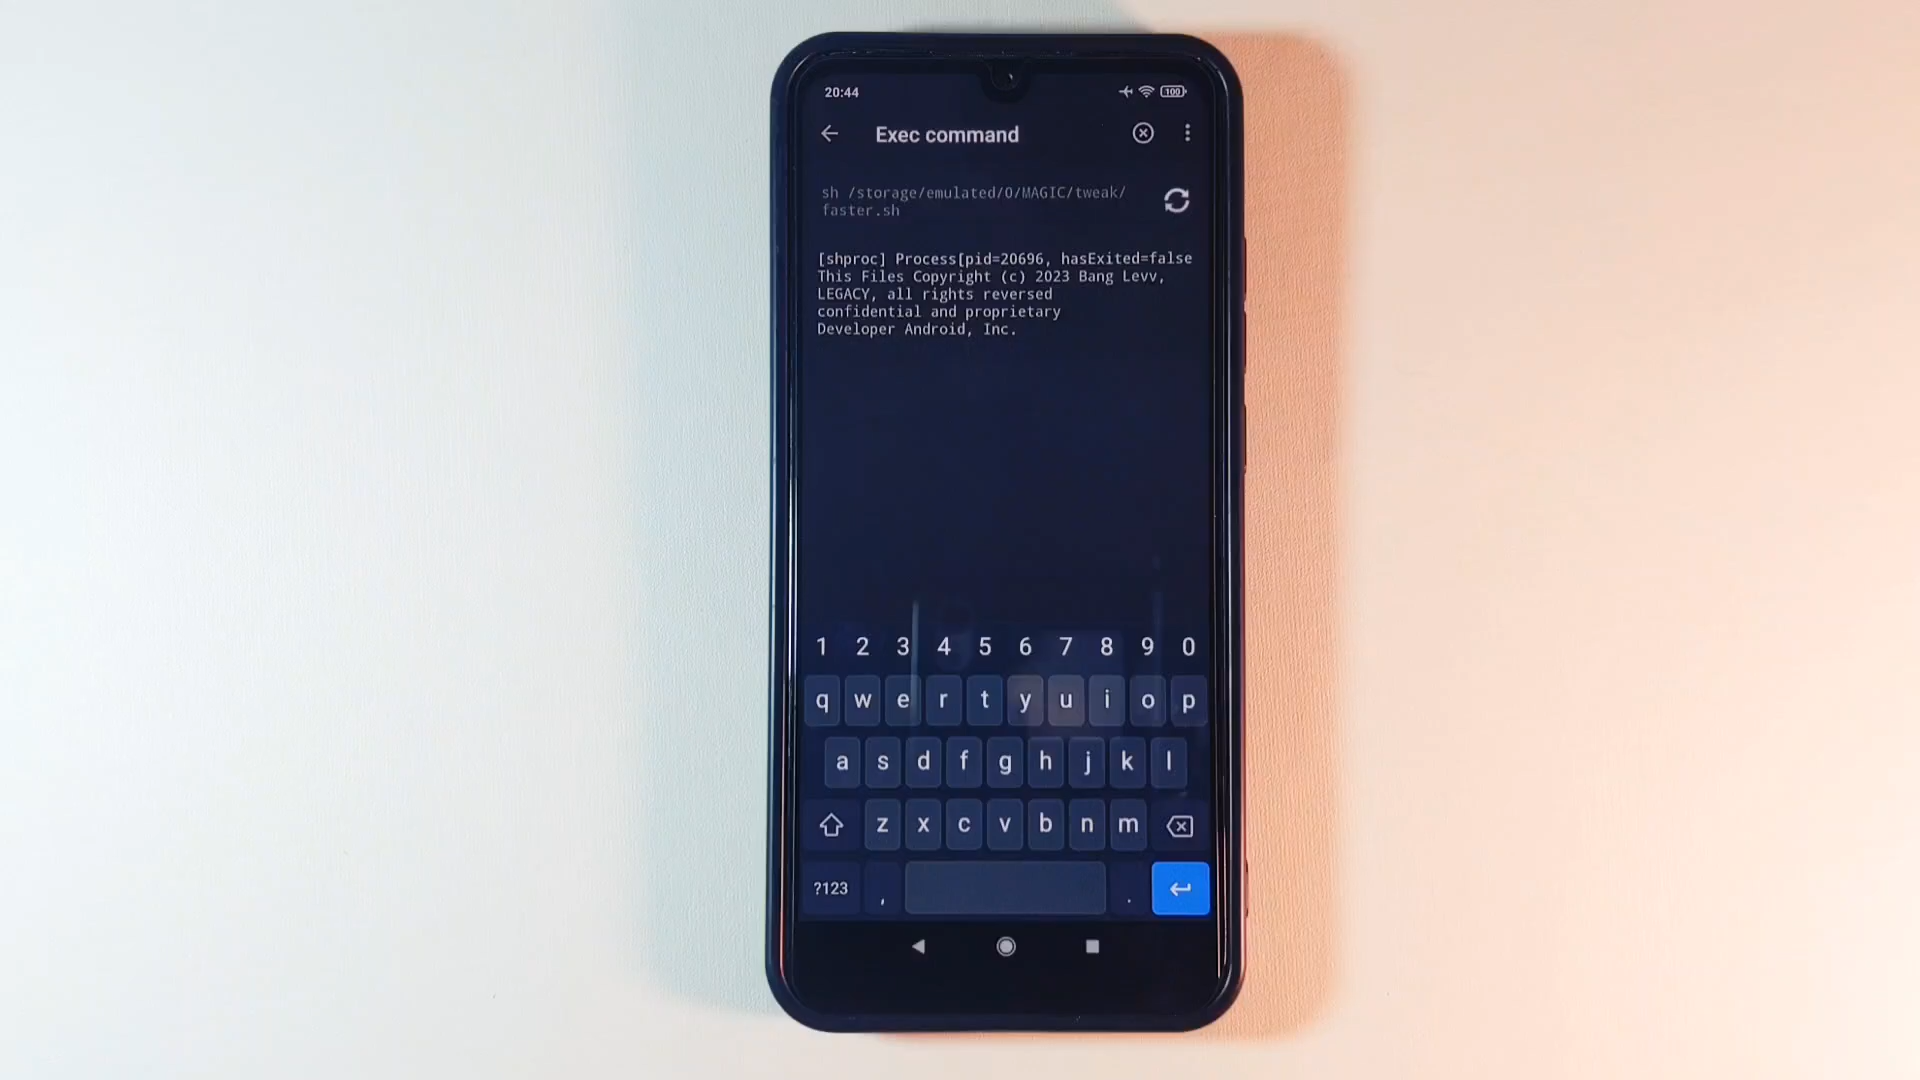 20:44
100
Exec command
sh /storage/emulated/0/MAGIC/tweak/
faster.sh
[shproc] Process[pid=20696, hasExited=false
This Files Copyright (c) 2023 Bang Levv,
LEGACY, all rights reversed
confidential and proprietary
Developer Android, Inc.
1 2 3 4 5 6 7 8 9 0
q w e r t y u i o p
a s d f g h j k l
z x c v b n m
?123 , .